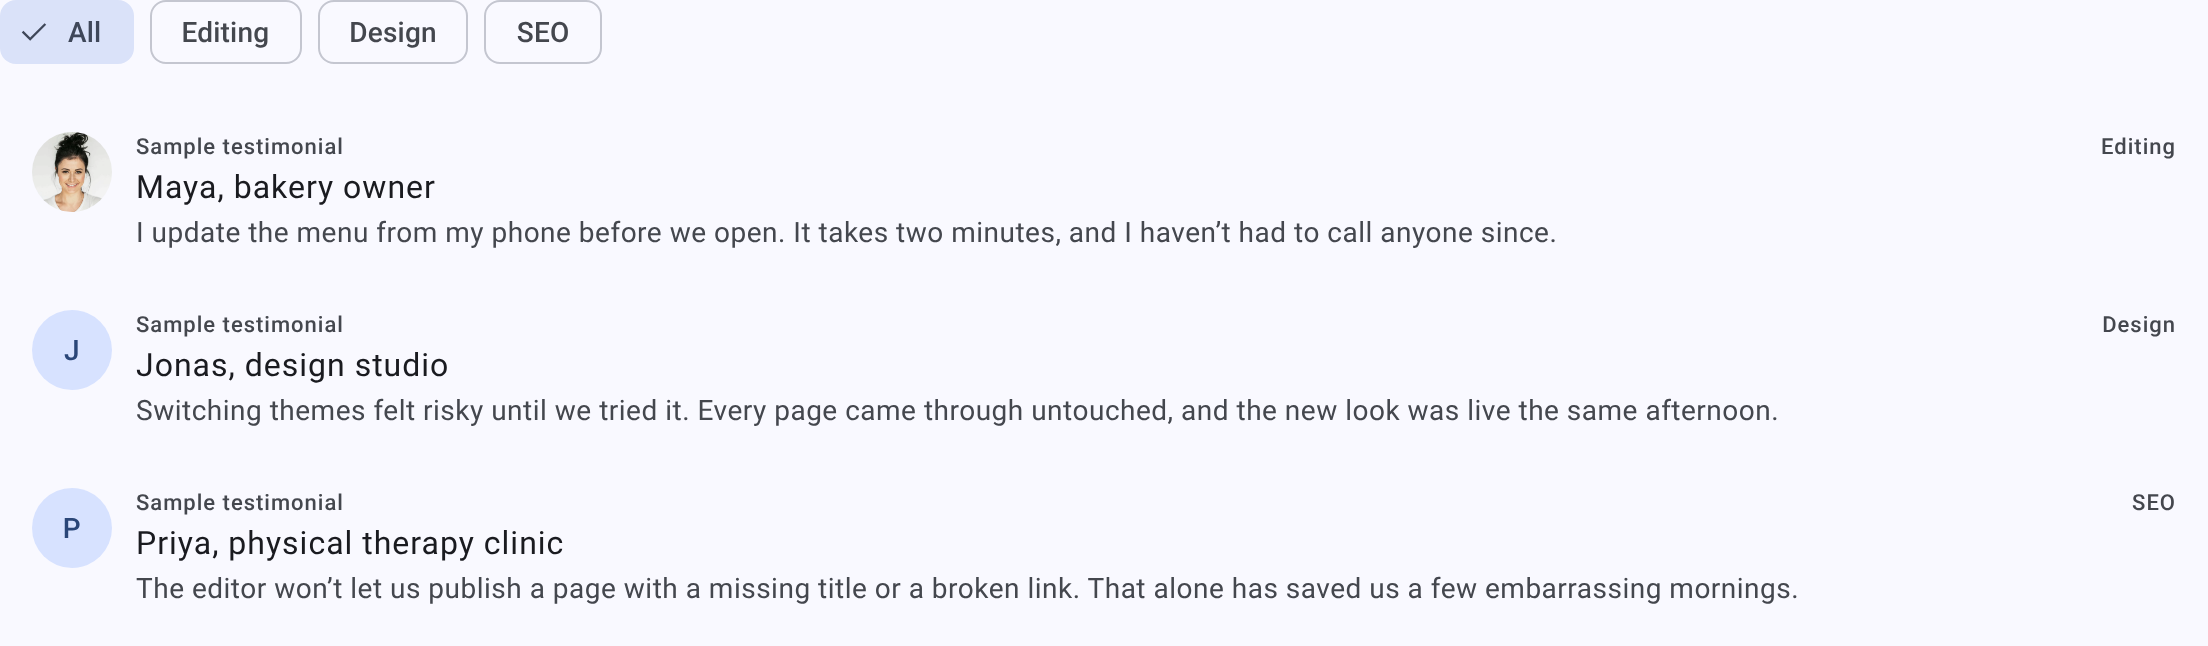 All
Editing
Design
SEO
Sample testimonial
Editing
Maya, bakery owner
I update the menu from my phone before we open. It takes two minutes, and I haven’t had to call anyone since.
J
Sample testimonial
Design
Jonas, design studio
Switching themes felt risky until we tried it. Every page came through untouched, and the new look was live the same afternoon.
P
Sample testimonial
SEO
Priya, physical therapy clinic
The editor won’t let us publish a page with a missing title or a broken link. That alone has saved us a few embarrassing mornings.